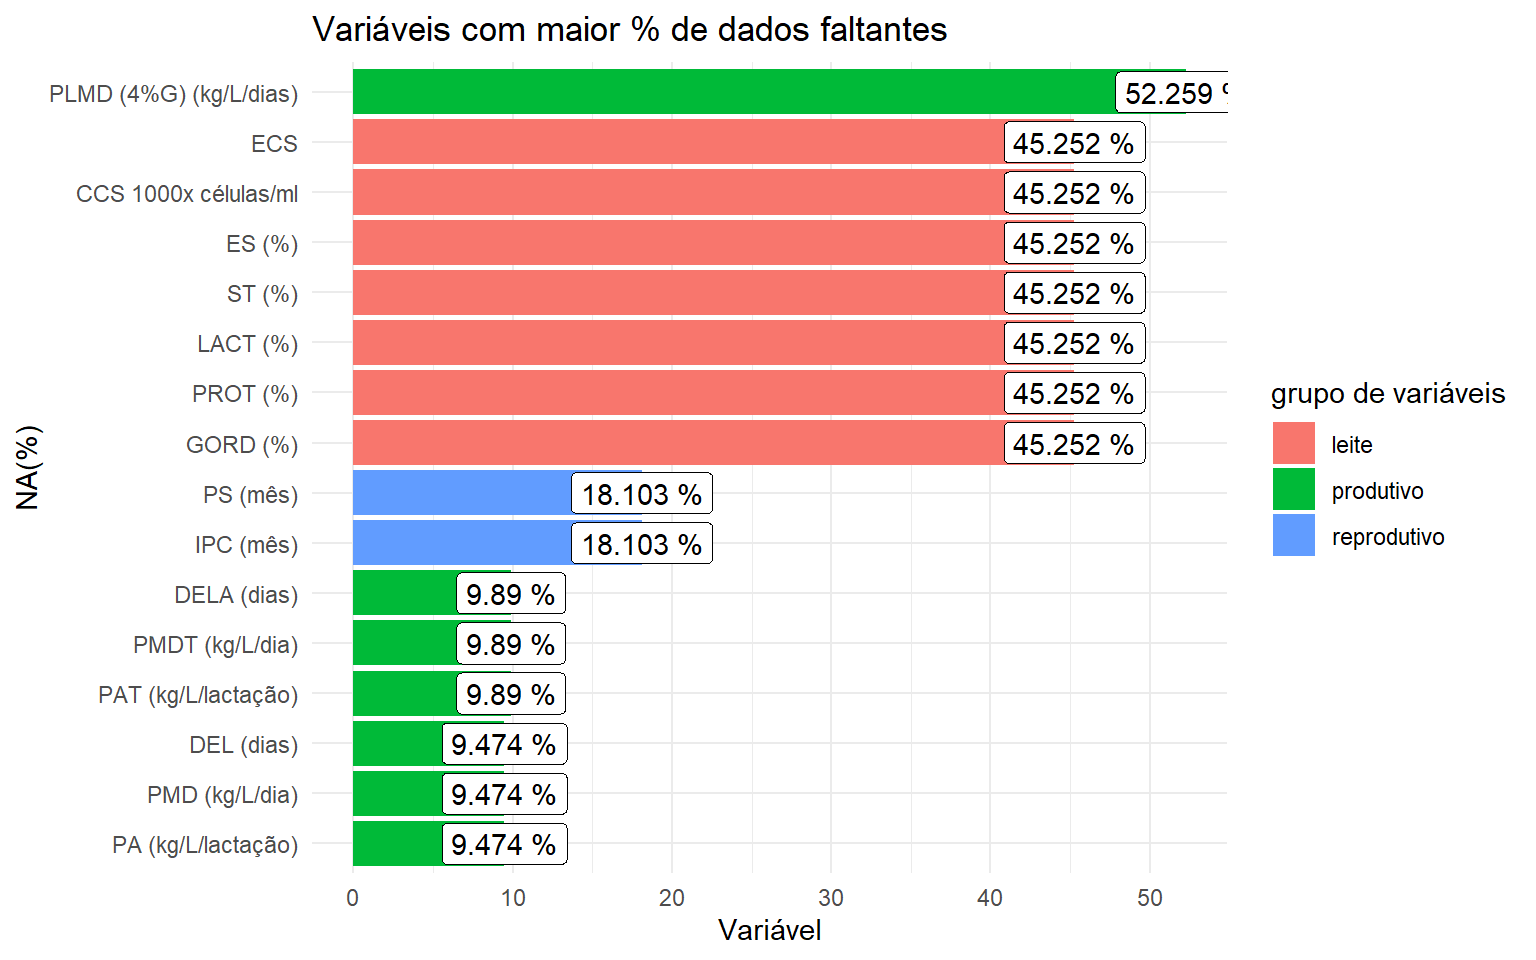 Variáveis com maior % de dados faltantes
PLMD (4%G) (kg/L/dias) 52.259
ECS 45.252 %
CCS 1000x células/ml 45.252 %
ES (%) 45.252 %
ST (%) 45.252 %
LACT (%) 45.252 %
PROT (%) 45.252 %
GORD (%) 45.252 %
PS (mês) 18.103 %
IPC (mês) 18.103 %
DELA (dias) 9.89 %
PMDT (kg/L/dia) 9.89 %
PAT (kg/L/lactação) 9.89 %
DEL (dias) 9.474 %
PMD (kg/L/dia) 9.474 %
PA (kg/L/lactação) 9.474 %
0 10 20 30 40 50
Variável
NA(%)
grupo de variáveis
leite
produtivo
reprodutivo